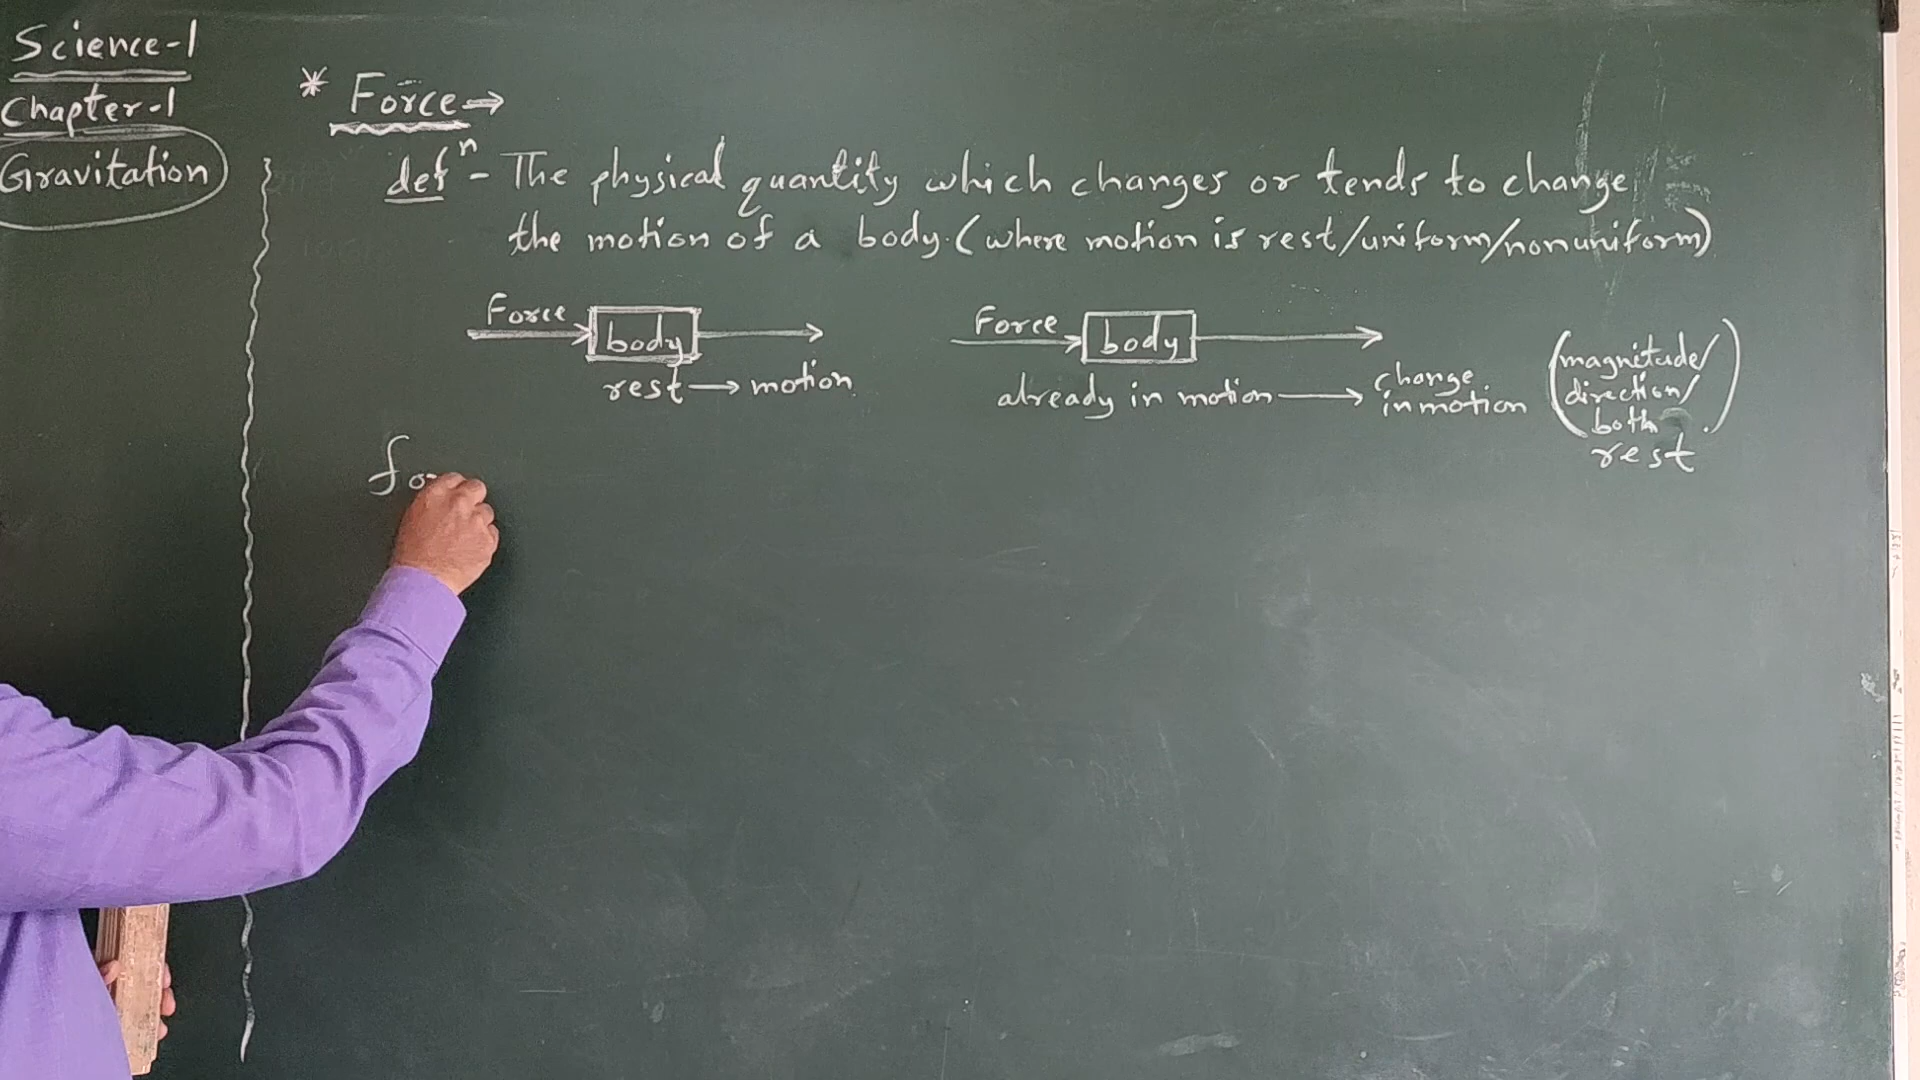 Science-1
Chapter-1
Gravitation
* Force→
defⁿ - The physical quantity which changes or tends to change
the motion of a body. (where motion is rest/uniform/nonuniform)
Force body
rest → motion
Force body
already in motion → change in motion
(magnitude/
direction/
both.)
rest
for